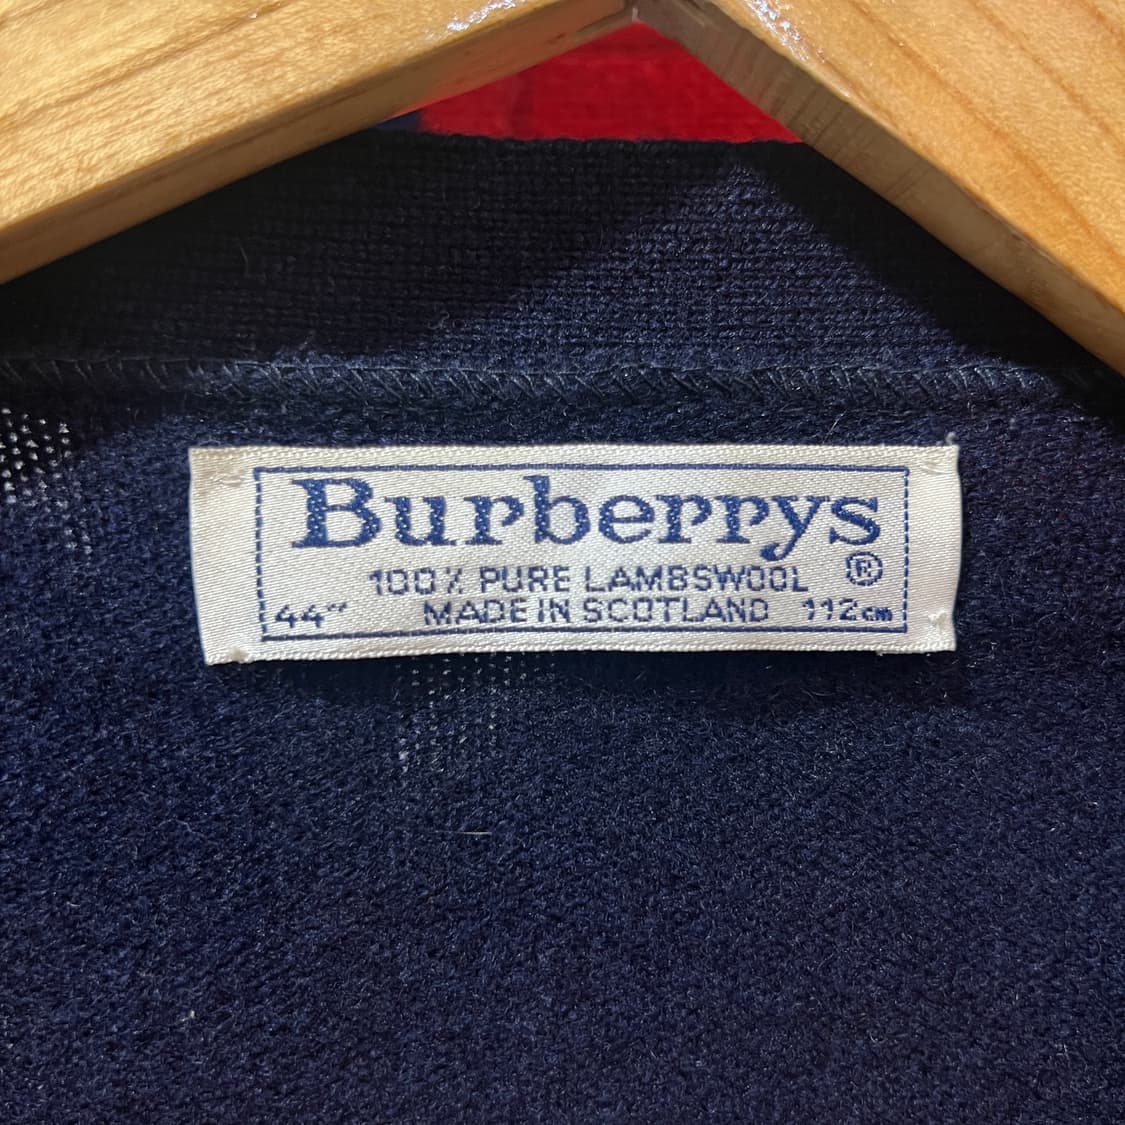 Burberrys
®
100% PURE LAMBSWOOL
44" MADE IN SCOTLAND 112cm